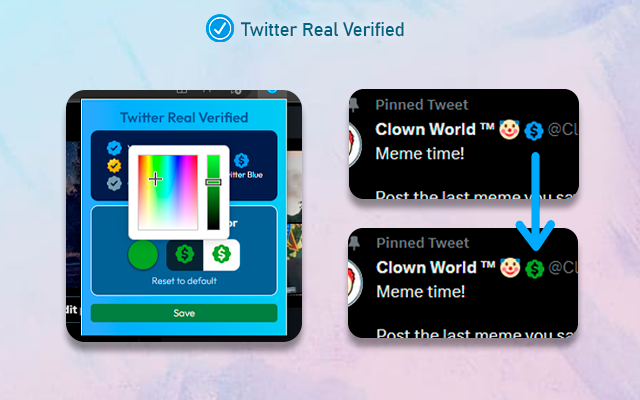 Twitter Real Verified
Twitter Real Verified
Twitter Blue
or
Reset to default
Save
Pinned Tweet
Clown World ™ 🤡 @Cl
Meme time!
Post the last meme you sa
Pinned Tweet
Clown World ™ 🤡 @Cl
Meme time!
Post the last meme you sa